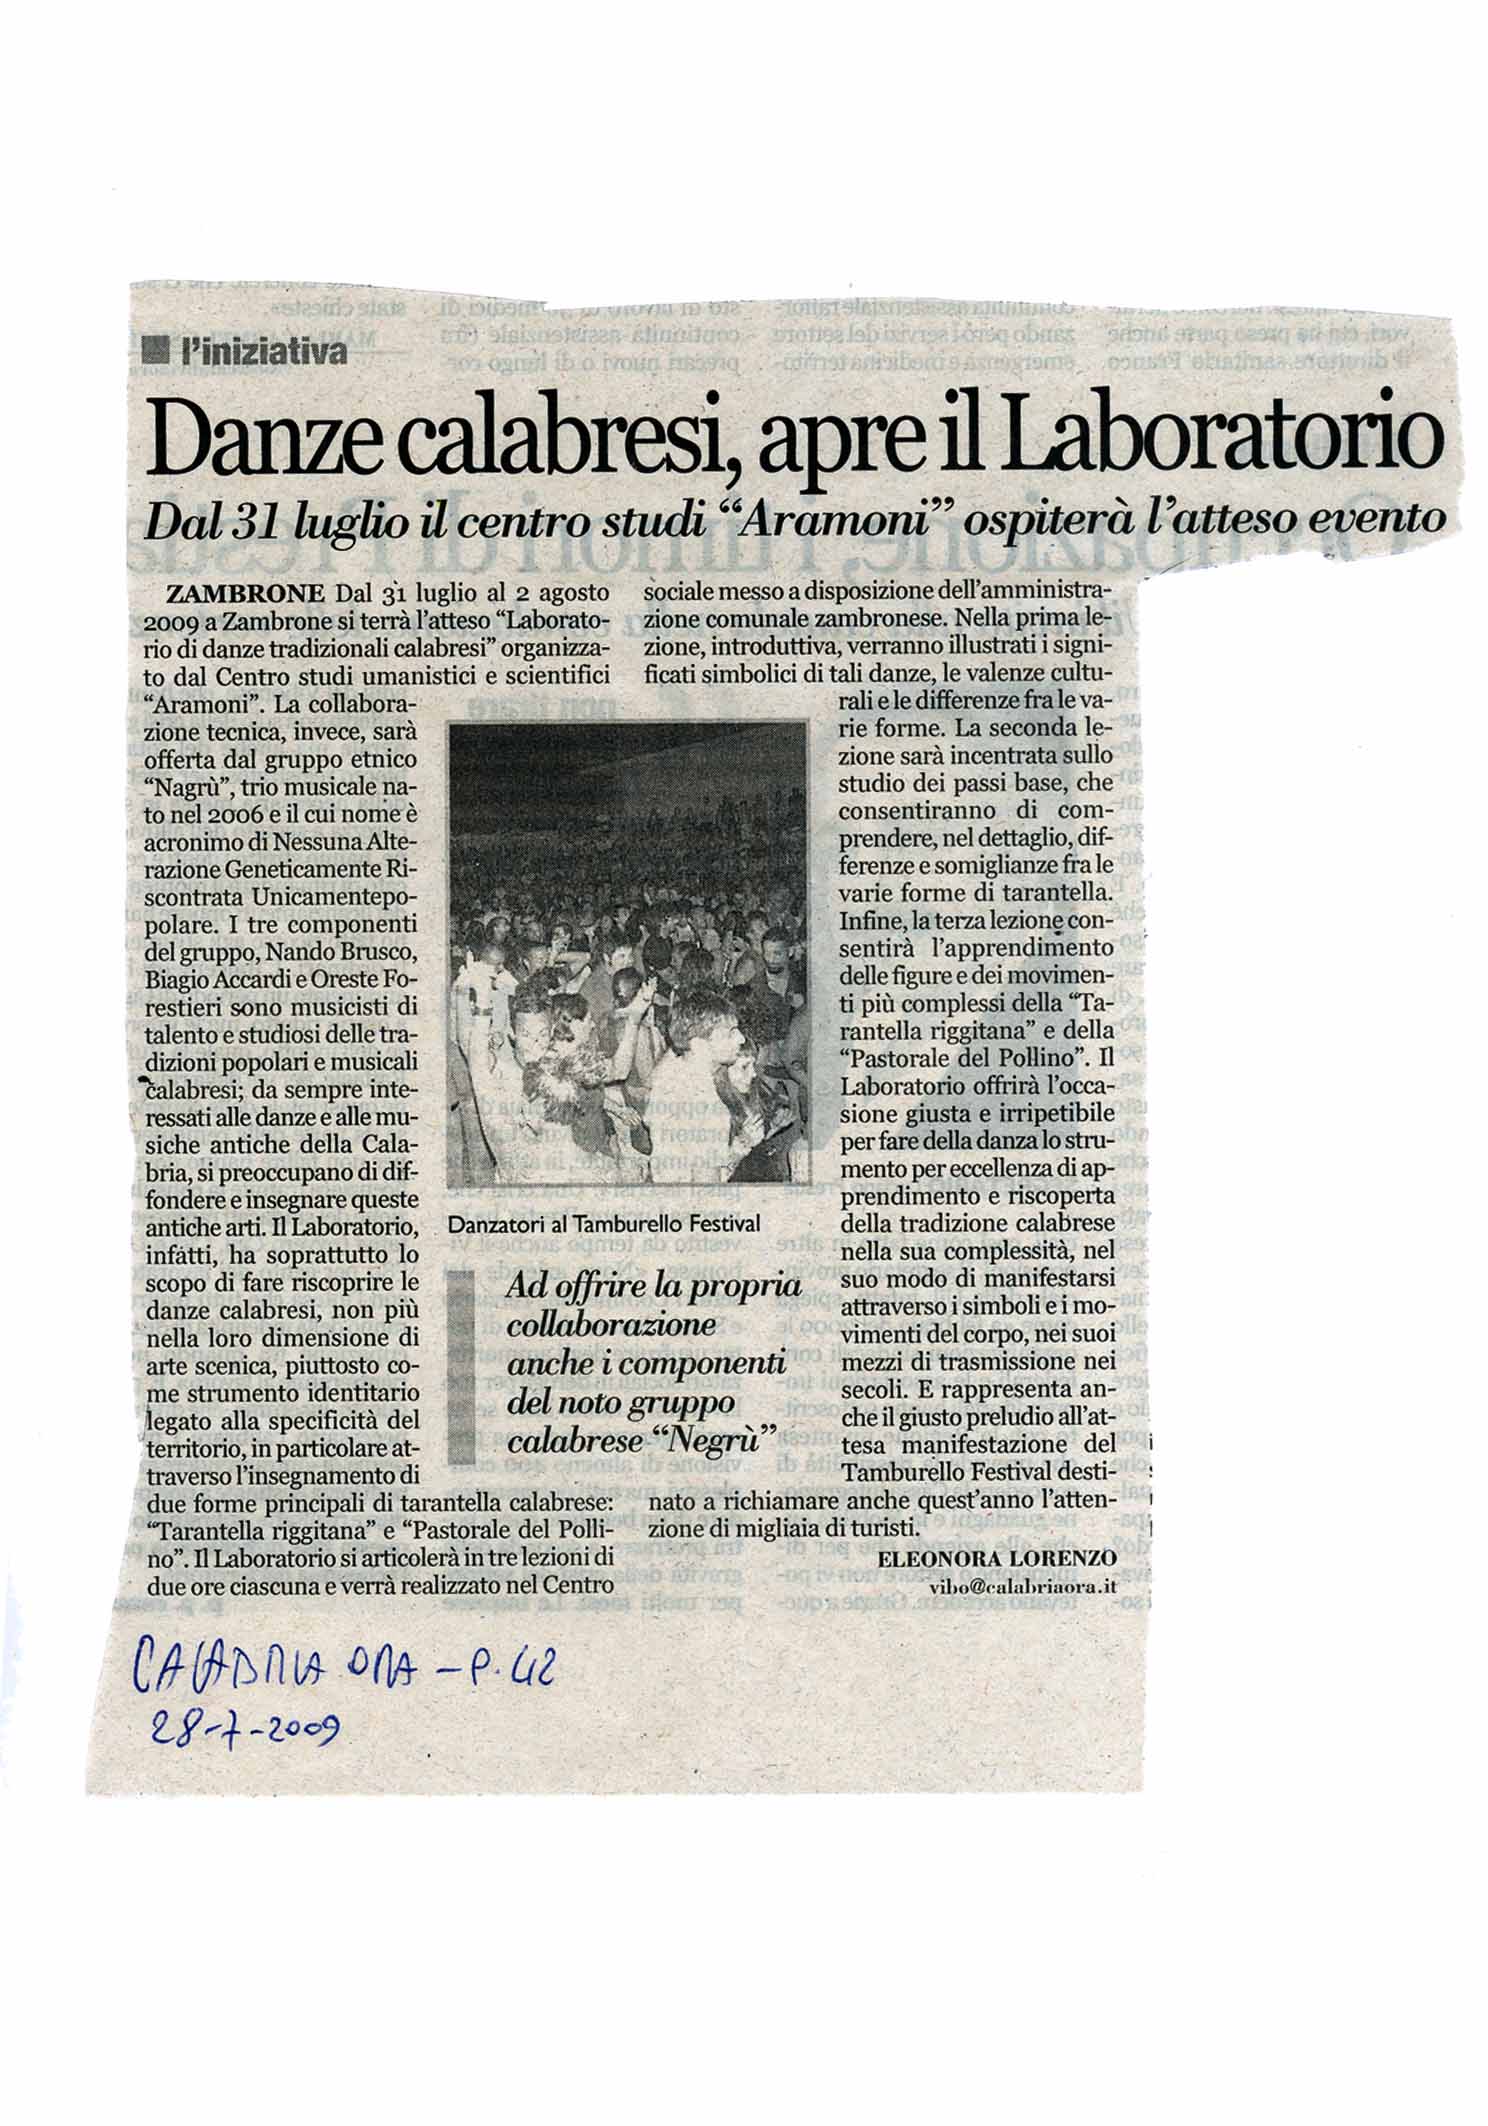 l'iniziativa
Danze calabresi, apre il Laboratorio
Dal 31 luglio il centro studi “Aramoni” ospiterà l'atteso evento
ZAMBRONE Dal 31 luglio al 2 agosto
2009 a Zambrone si terrà l'atteso “Laborato-
rio di danze tradizionali calabresi” organizza-
to dal Centro studi umanistici e scientifici
“Aramoni”. La collabora-
zione tecnica, invece, sarà
offerta dal gruppo etnico
“Nagrù”, trio musicale na-
to nel 2006 e il cui nome è
acronimo di Nessuna Alte-
razione Geneticamente Ri-
scontrata Unicamentepo-
polare. I tre componenti
del gruppo, Nando Brusco,
Biagio Accardi e Oreste Fo-
restieri sono musicisti di
talento e studiosi delle tra-
dizioni popolari e musicali
calabresi; da sempre inte-
ressati alle danze e alle mu-
siche antiche della Cala-
bria, si preoccupano di dif-
fondere e insegnare queste
antiche arti. Il Laboratorio,
infatti, ha soprattutto lo
scopo di fare riscoprire le
danze calabresi, non più
nella loro dimensione di
arte scenica, piuttosto co-
me strumento identitario
legato alla specificità del
territorio, in particolare at-
traverso l'insegnamento di
due forme principali di tarantella calabrese:
“Tarantella riggitana” e “Pastorale del Polli-
no”. Il Laboratorio si articolerà in tre lezioni di
due ore ciascuna e verrà realizzato nel Centro
sociale messo a disposizione dell'amministra-
zione comunale zambronese. Nella prima le-
zione, introduttiva, verranno illustrati i signi-
ficati simbolici di tali danze, le valenze cultu-
rali e le differenze fra le va-
rie forme. La seconda le-
zione sarà incentrata sullo
studio dei passi base, che
consentiranno di com-
prendere, nel dettaglio, dif-
ferenze e somiglianze fra le
varie forme di tarantella.
Infine, la terza lezione con-
sentirà l'apprendimento
delle figure e dei movimen-
ti più complessi della “Ta-
rantella riggitana” e della
“Pastorale del Pollino”. Il
Laboratorio offrirà l'occa-
sione giusta e irripetibile
per fare della danza lo stru-
mento per eccellenza di ap-
prendimento e riscoperta
della tradizione calabrese
nella sua complessità, nel
suo modo di manifestarsi
attraverso i simboli e i mo-
vimenti del corpo, nei suoi
mezzi di trasmissione nei
secoli. E rappresenta an-
che il giusto preludio all'at-
tesa manifestazione del
Tamburello Festival desti-
nato a richiamare anche quest'anno l'atten-
zione di migliaia di turisti.
ELEONORA LORENZO
vibo@calabriaora.it
Danzatori al Tamburello Festival
Ad offrire la propria
collaborazione
anche i componenti
del noto gruppo
calabrese “Negrù”
CALABRIA ORA - P. 42
28-7-2009